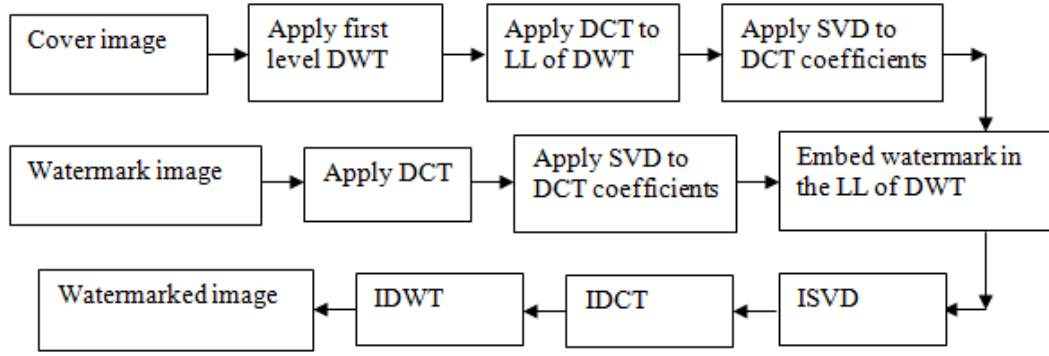 Cover image
Apply first
level DWT
Apply DCT to
LL of DWT
Apply SVD to
DCT coefficients
Watermark image
Apply DCT
Apply SVD to
DCT coefficients
Embed watermark in
the LL of DWT
Watermarked image
IDWT
IDCT
ISVD